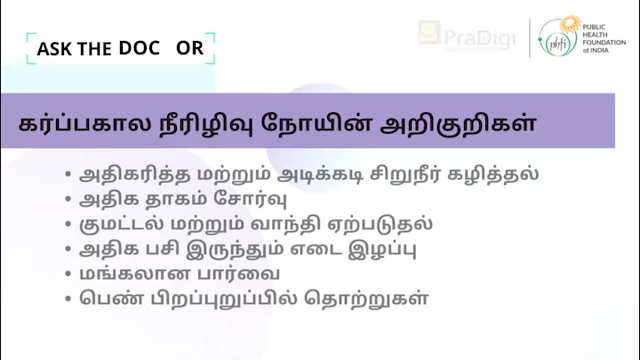 ASK THE DOC OR
PraDigi
phfi
PUBLIC
HEALTH
FOUNDATION
of INDIA
கர்ப்பகால நீரிழிவு நோயின் அறிகுறிகள்
• அதிகரித்த மற்றும் அடிக்கடி சிறுநீர் கழித்தல்
• அதிக தாகம் சோர்வு
• குமட்டல் மற்றும் வாந்தி ஏற்படுதல்
• அதிக பசி இருந்தும் எடை இழப்பு
• மங்கலான பார்வை
• பெண் பிறப்புறுப்பில் தொற்றுகள்